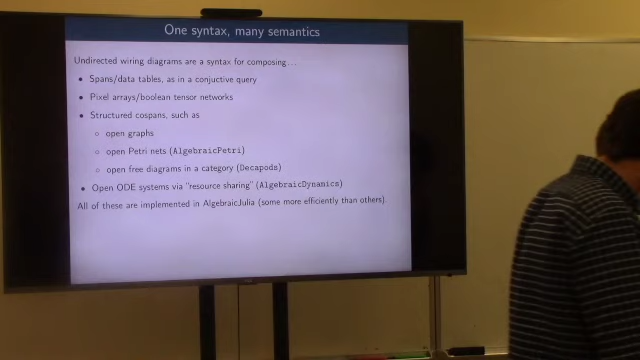 One syntax, many semantics
Undirected wiring diagrams are a syntax for composing...
• Spans/data tables, as in a conjuctive query
• Pixel arrays/boolean tensor networks
• Structured cospans, such as
○ open graphs
○ open Petri nets (AlgebraicPetri)
○ open free diagrams in a category (Decapods)
• Open ODE systems via "resource sharing" (AlgebraicDynamics)
All of these are implemented in AlgebraicJulia (some more efficiently than others).